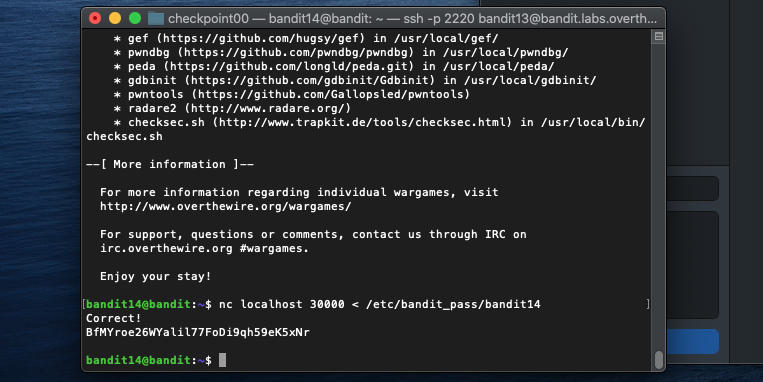 checkpoint00 — bandit14@bandit: ~ — ssh -p 2220 bandit13@bandit.labs.overth...
* gef (https://github.com/hugsy/gef) in /usr/local/gef/
* pwndbg (https://github.com/pwndbg/pwndbg) in /usr/local/pwndbg/
* peda (https://github.com/longld/peda.git) in /usr/local/peda/
* gdbinit (https://github.com/gdbinit/Gdbinit) in /usr/local/gdbinit/
* pwntools (https://github.com/Gallopsled/pwntools)
* radare2 (http://www.radare.org/)
* checksec.sh (http://www.trapkit.de/tools/checksec.html) in /usr/local/bin/
checksec.sh
--[ More information ]--
For more information regarding individual wargames, visit
http://www.overthewire.org/wargames/
For support, questions or comments, contact us through IRC on
irc.overthewire.org #wargames.
Enjoy your stay!
[bandit14@bandit:~$ nc localhost 30000 < /etc/bandit_pass/bandit14 ]
Correct!
BfMYroe26WYalil77FoDi9qh59eK5xNr
bandit14@bandit:~$